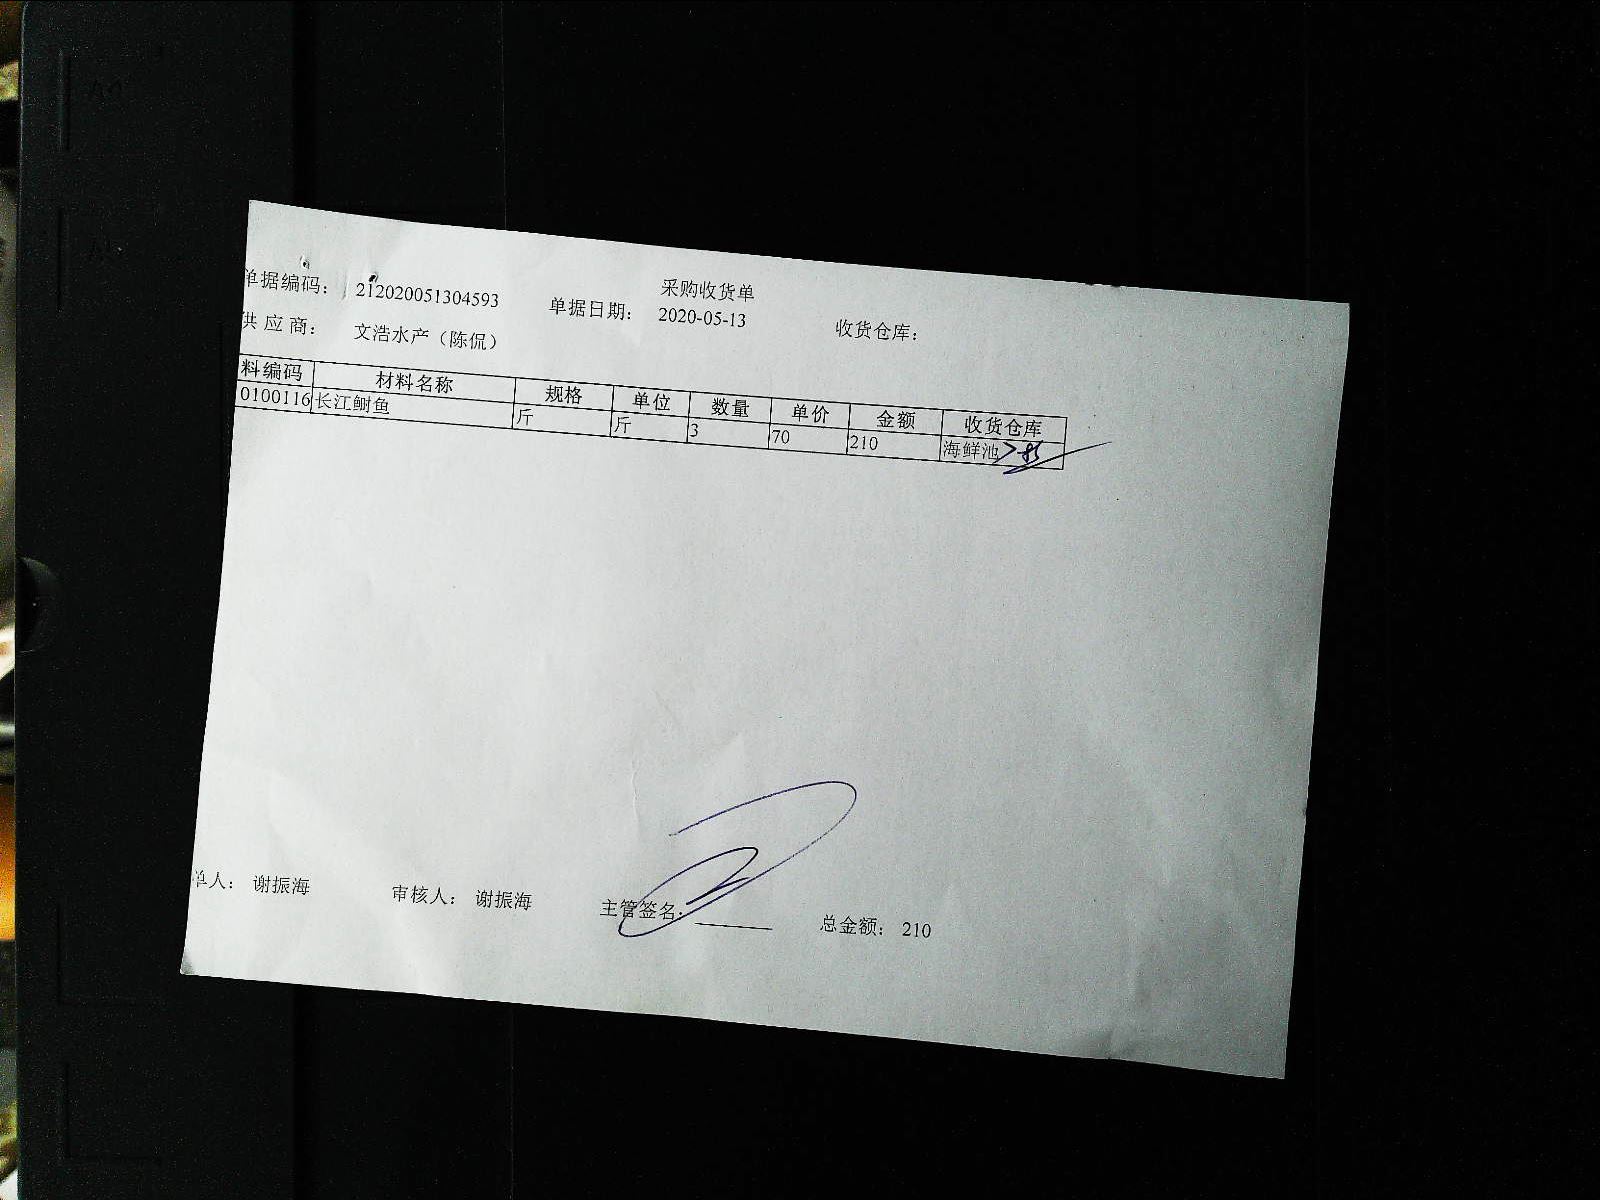 采购收货单
单据编码： 212020051304593 单据日期： 2020-05-13 收货仓库：
供 应 商： 文浩水产（陈侃）
料编码 材料名称 规格 单位 数量 单价 金额 收货仓库
0100116 长江鲥鱼 斤 斤 3 70 210 海鲜池
单人： 谢振海 审核人： 谢振海 主管签名： 总金额： 210